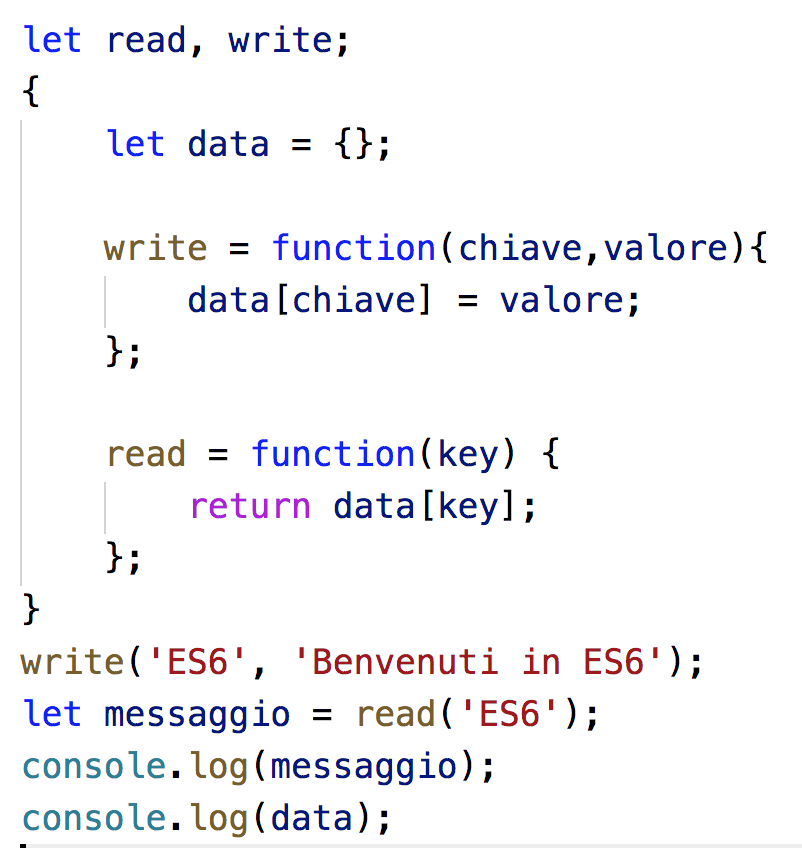 let read, write;
{
    let data = {};

    write = function(chiave,valore){
        data[chiave] = valore;
    };

    read = function(key) {
        return data[key];
    };
}
write('ES6', 'Benvenuti in ES6');
let messaggio = read('ES6');
console.log(messaggio);
console.log(data);